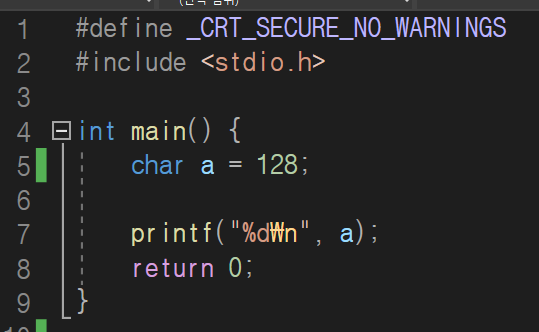 1 #define _CRT_SECURE_NO_WARNINGS
2 #include <stdio.h>
3
4 int main() {
5 char a = 128;
6
7 printf("%d₩n", a);
8 return 0;
9 }